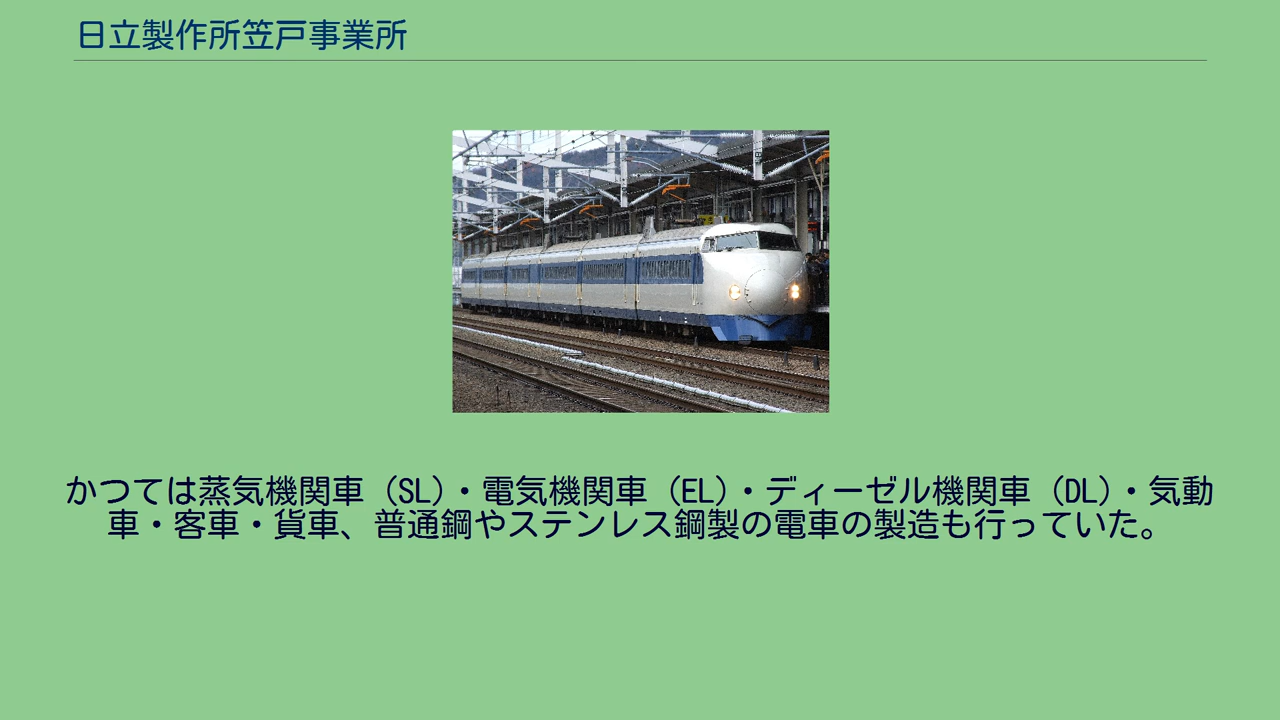 日立製作所笠戸事業所
かつては蒸気機関車（SL）・電気機関車（EL）・ディーゼル機関車（DL）・気動
車・客車・貨車、普通鋼やステンレス鋼製の電車の製造も行っていた。